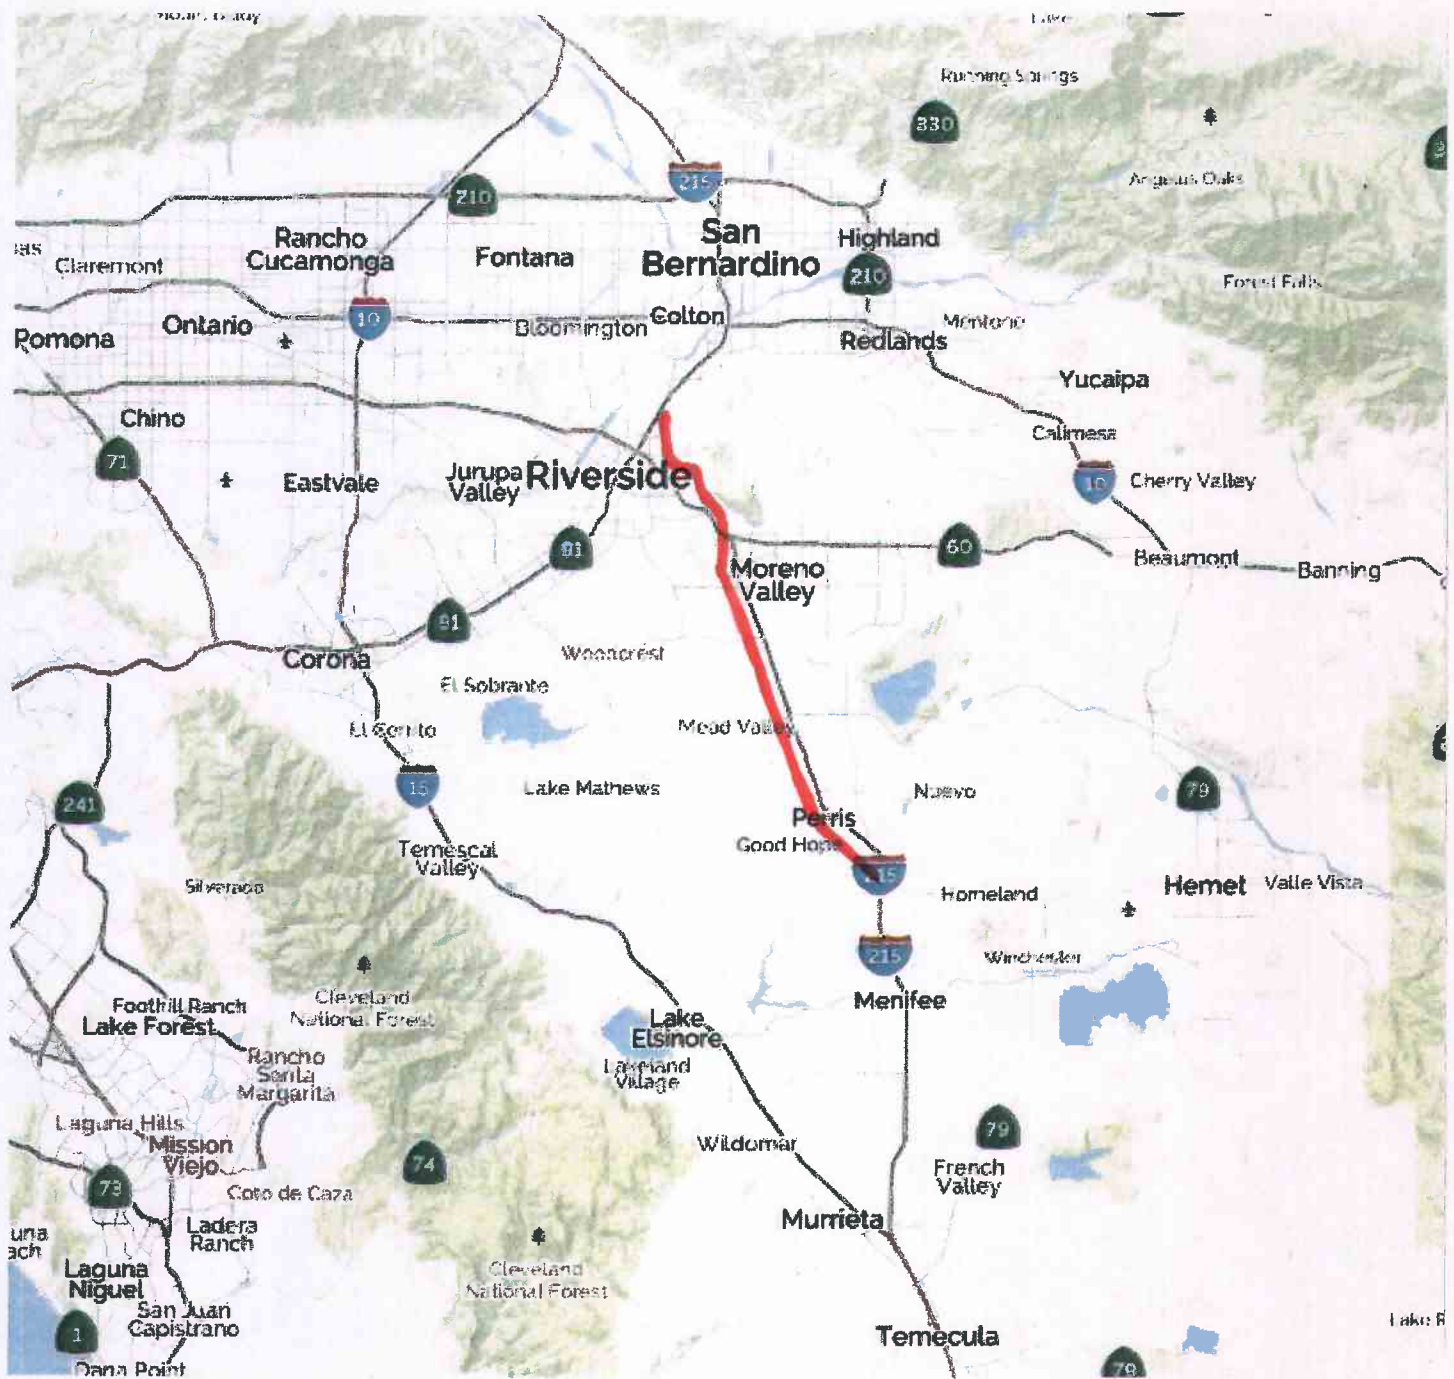 Running Springs
330
Angelus Oaks
215
210
San
Bernardino
Highland
Rancho
Cucamonga
Fontana
Claremont
210
Forest Falls
10
Ontario
Bloomington
Colton
Mentone
Pomona
Redlands
Yucaipa
Chino
Calimesa
71
Eastvale
Jurupa
Valley
Riverside
10
Cherry Valley
91
60
Beaumont
Banning
Moreno
Valley
91
Corona
Woodcrest
El Sobrante
El Cerrito
Mead Valley
15
Lake Mathews
Nuevo
79
241
Perris
Good Hope
Temescal
Valley
215
Silverado
Homeland
Hemet
Valle Vista
215
Winchester
Menifee
Cleveland
National Forest
Foothill Ranch
Lake Forest
Lake
Elsinore
Rancho
Santa
Margarita
Lakeland
Village
Laguna Hills
Mission
Viejo
Wildomar
79
74
French
Valley
73
Coto de Caza
Ladera
Ranch
Murrieta
Laguna
Niguel
Cleveland
National Forest
San Juan
Capistrano
1
Temecula
Dana Point
79